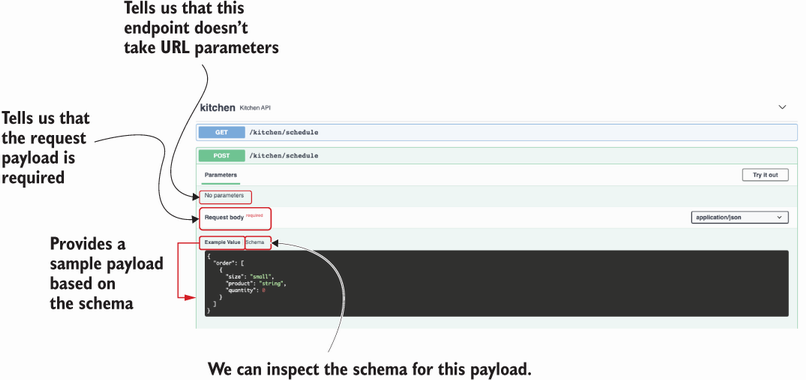 Tells us that this
endpoint doesn't
take URL parameters
Tells us that
the request
payload is
required
kitchen Kitchen API
GET /kitchen/schedule
POST /kitchen/schedule
Parameters Try it out
No parameters
Request body required application/json
Example Value Schema
{
"order": [
{
"size": "small",
"product": "string",
"quantity": 0
}
]
}
Provides a
sample payload
based on
the schema
We can inspect the schema for this payload.